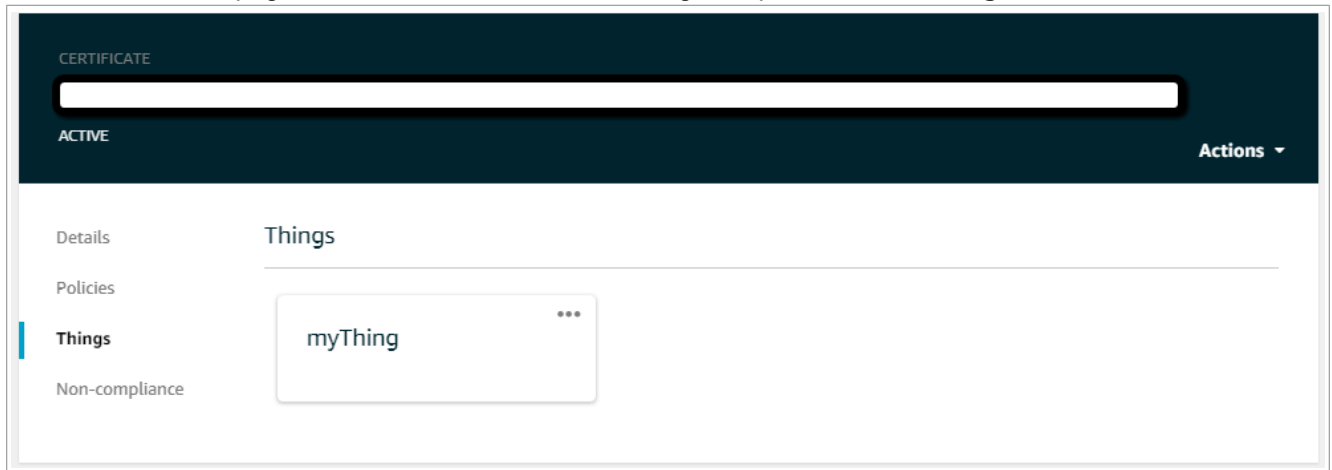 CERTIFICATE
ACTIVE
Actions
Details
Things
Policies
Things
myThing
Non-compliance